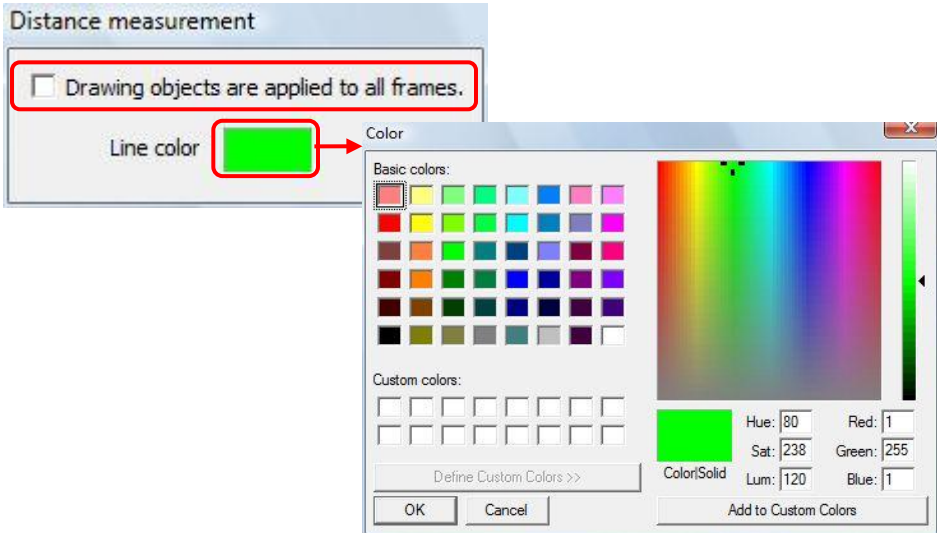 Distance measurement
Drawing objects are applied to all frames.
Line color
Color
X
Basic colors:
Custom colors:
Define Custom Colors >>
OK Cancel
Hue: 80 Red: 1
Sat: 238 Green: 255
Color|Solid Lum: 120 Blue: 1
Add to Custom Colors